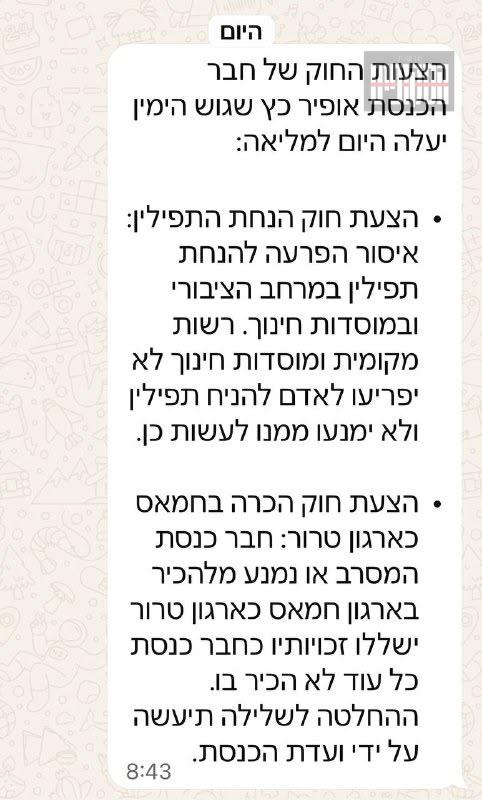 היום
הצעות החוק של חבר
הכנסת אופיר כץ שגוש הימין
יעלה היום למליאה:
• הצעת חוק הנחת התפילין:
איסור הפרעה להנחת
תפילין במרחב הציבורי
ובמוסדות חינוך. רשות
מקומית ומוסדות חינוך לא
יפריעו לאדם להניח תפילין
ולא ימנעו ממנו לעשות כן.
• הצעת חוק הכרה בחמאס
כארגון טרור: חבר כנסת
המסרב או נמנע מלהכיר
בארגון חמאס כארגון טרור
ישללו זכויותיו כחבר כנסת
כל עוד לא הכיר בו.
ההחלטה לשלילה תיעשה
על ידי ועדת הכנסת.
8:43